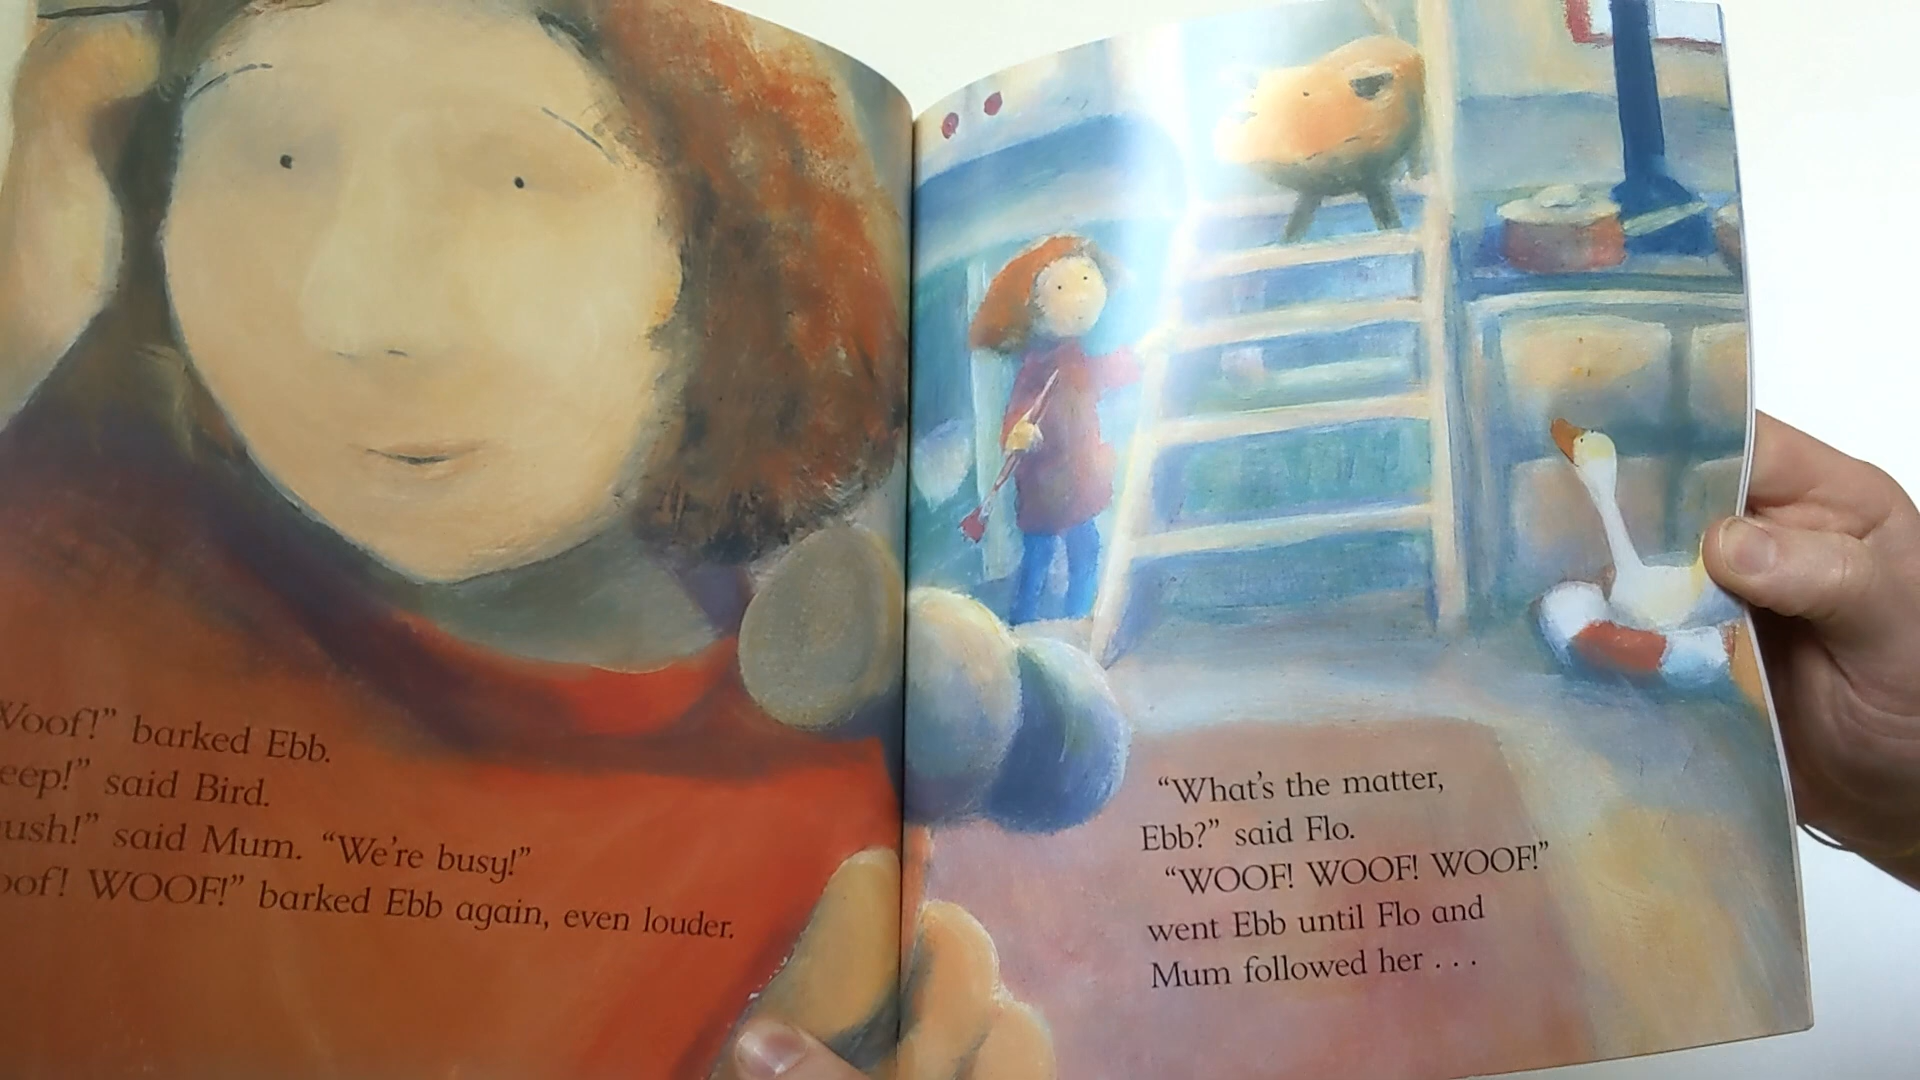 Woof!” barked Ebb.
eep!” said Bird.
ush!” said Mum. “We’re busy!”
oof! WOOF!” barked Ebb again, even louder.
“What’s the matter,
Ebb?” said Flo.
“WOOF! WOOF! WOOF!”
went Ebb until Flo and
Mum followed her . . .